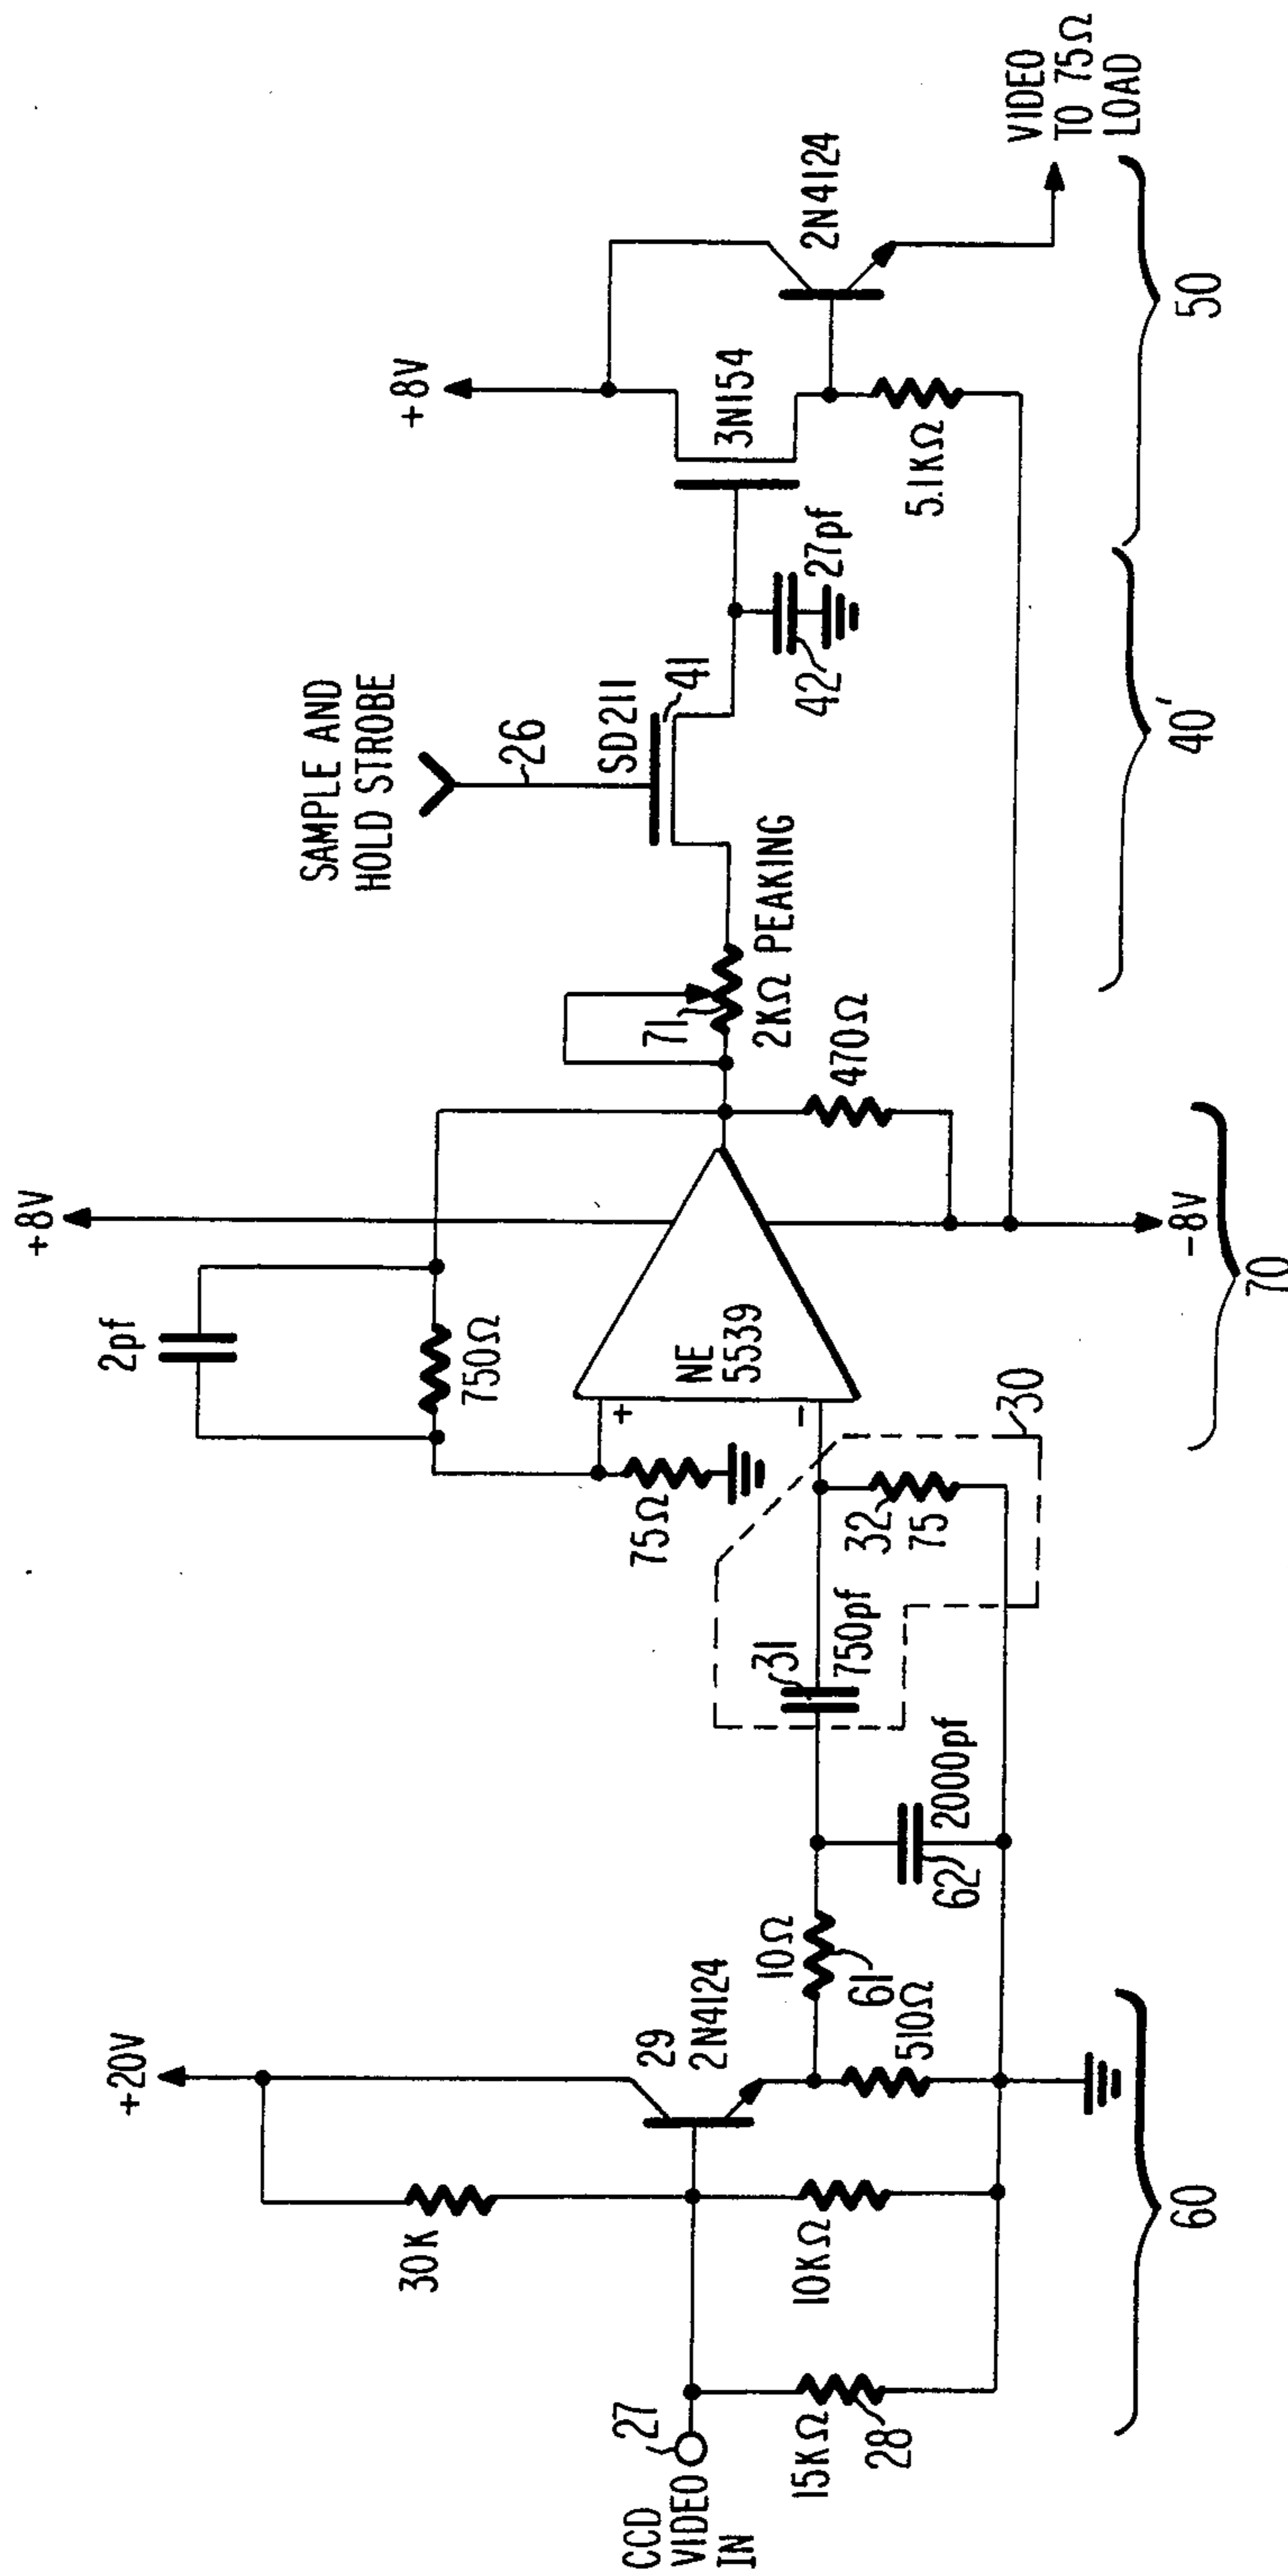 CCD
VIDEO
IN
27
15KΩ
28
30K
10KΩ
+20V
29
2N4124
510Ω
10Ω
61
62
2000pf
60
31
750pf
32
75
30
75Ω
750Ω
2pf
+
-
NE
5539
+8V
-8V
470Ω
70
71
2KΩ PEAKING
SAMPLE AND
HOLD STROBE
26
SD211
41
42
27pf
40'
+8V
3N154
5.1KΩ
2N4124
50
VIDEO
TO 75Ω
LOAD